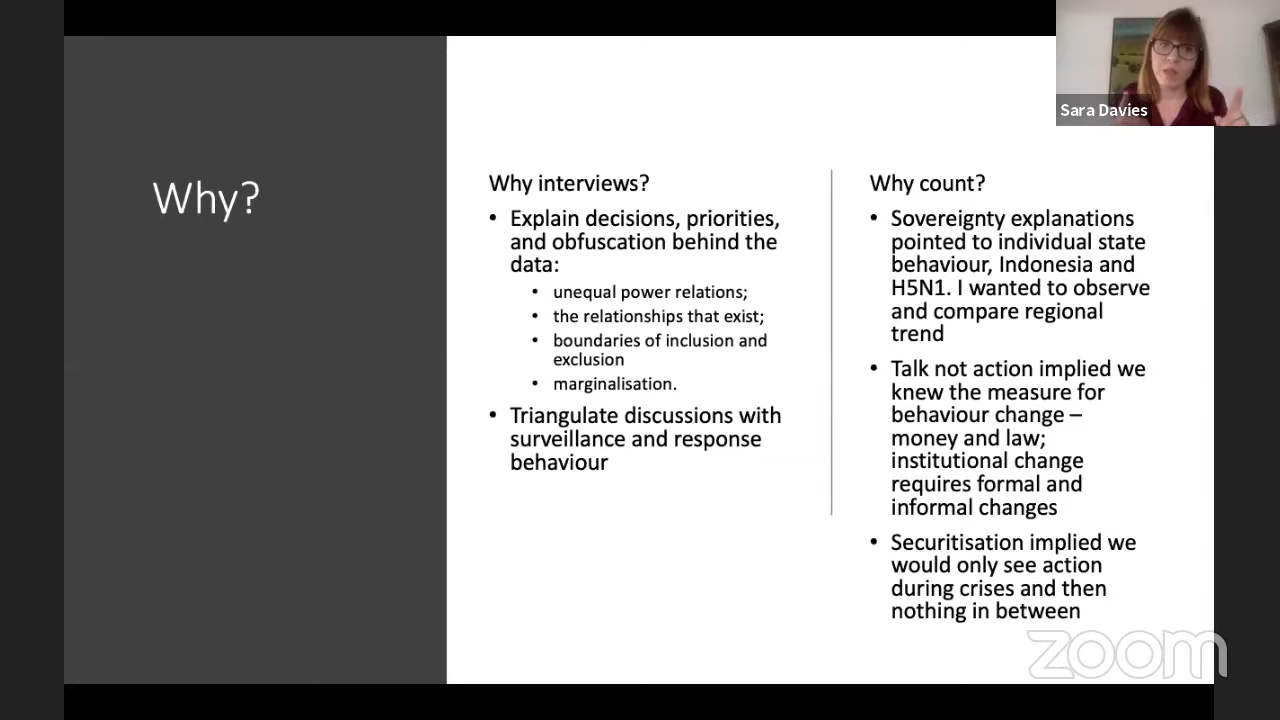 Why?
Why interviews?
• Explain decisions, priorities,
and obfuscation behind the
data:
• unequal power relations;
• the relationships that exist;
• boundaries of inclusion and
exclusion
• marginalisation.
• Triangulate discussions with
surveillance and response
behaviour
Why count?
• Sovereignty explanations
pointed to individual state
behaviour, Indonesia and
H5N1. I wanted to observe
and compare regional
trend
• Talk not action implied we
knew the measure for
behaviour change –
money and law;
institutional change
requires formal and
informal changes
• Securitisation implied we
would only see action
during crises and then
nothing in between
Sara Davies
zoom